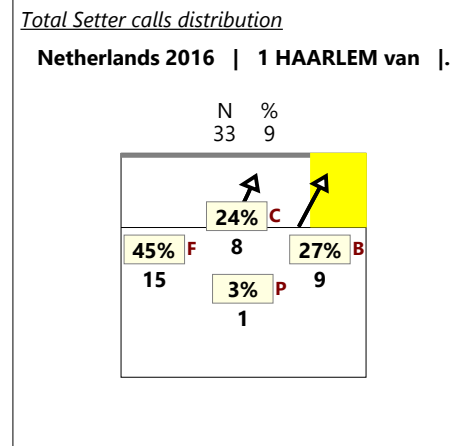 Total Setter calls distribution
Netherlands 2016 | 1 HAARLEM van |.
N %
33 9
24% C
8
45% F
15
27% B
9
3% P
1